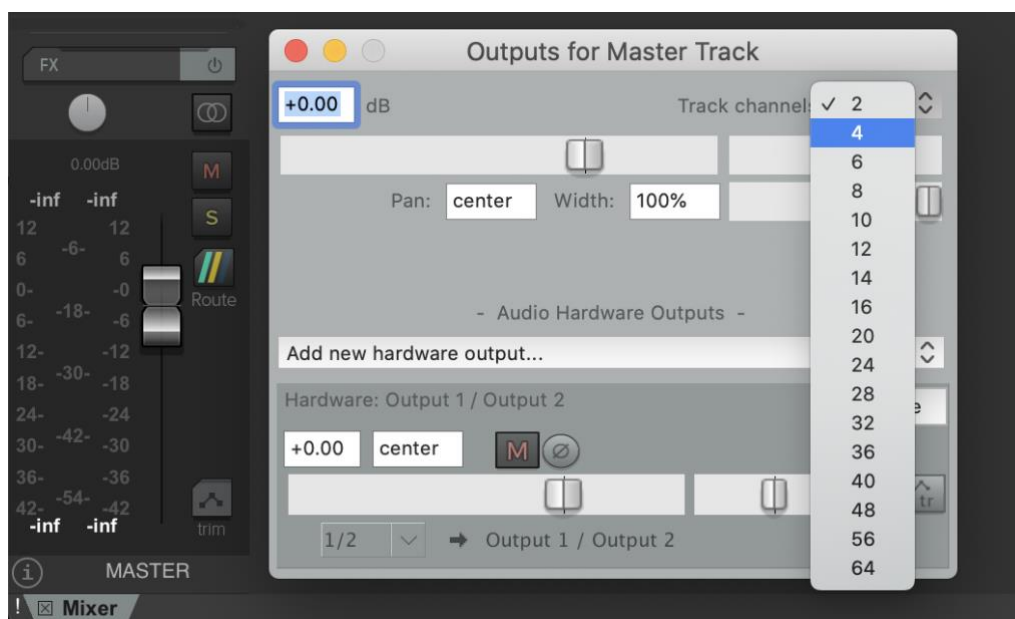 Outputs for Master Track
FX
+0.00 dB
Track channel
✓ 2
4
6
8
10
12
14
16
20
24
28
32
36
40
48
56
64
Pan: center Width: 100%
- Audio Hardware Outputs -
Add new hardware output...
Hardware: Output 1 / Output 2
+0.00 center M Ø
tr
1/2 → Output 1 / Output 2
0.00dB
M
-inf -inf
S
12 12
-6-
6 6
0- -0
Route
-18-
6- -6
12- -12
-30-
18- -18
24- -24
-42-
30- -30
36- -36
-54-
42- -42
-inf -inf
trim
i MASTER
! Mixer